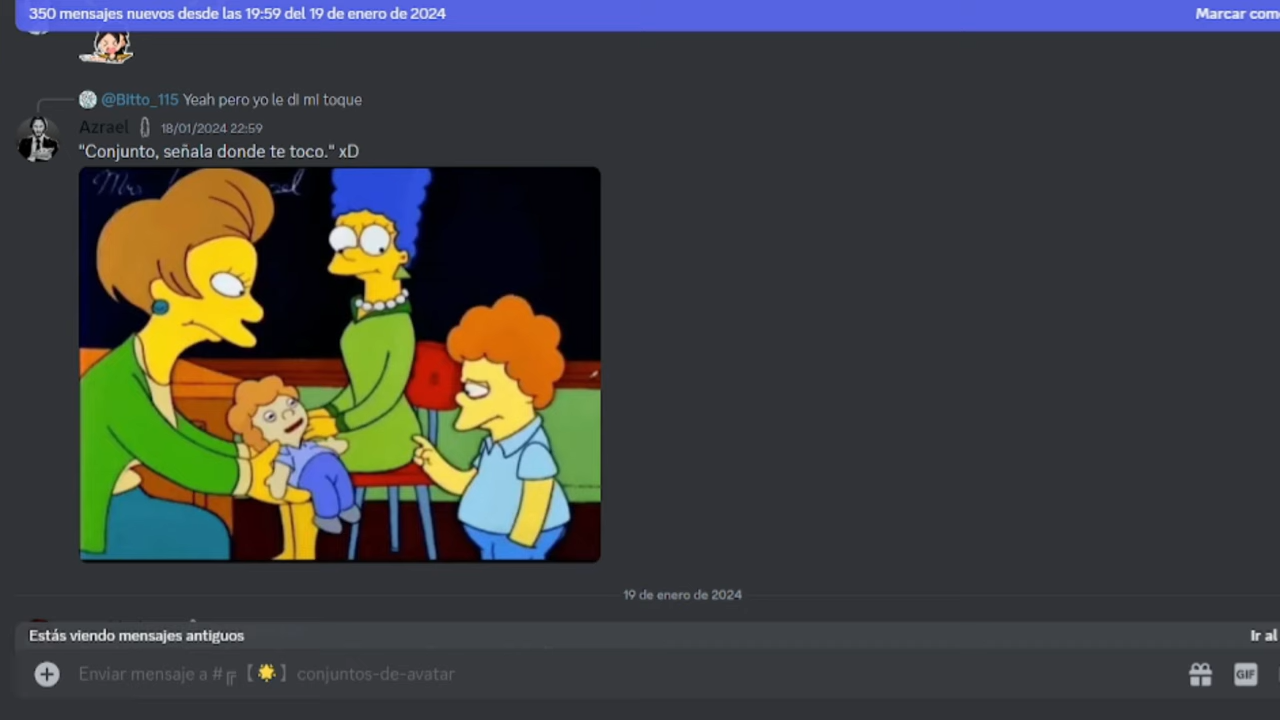 350 mensajes nuevos desde las 19:59 del 19 de enero de 2024
Marcar com
@Bitto_115 Yeah pero yo le di mi toque
Azrael 18/01/2024 22:59
"Conjunto, señala donde te toco." xD
Mrs
19 de enero de 2024
Estás viendo mensajes antiguos
Ir al
Enviar mensaje a #╔【🌟】conjuntos-de-avatar
GIF